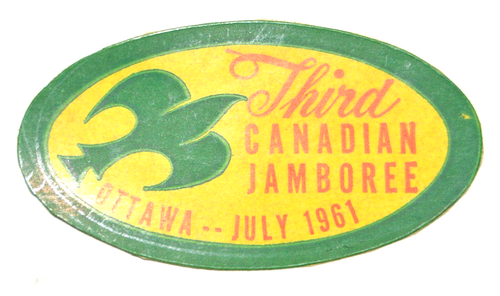 Third
CANADIAN
JAMBOREE
OTTAWA -- JULY 1961